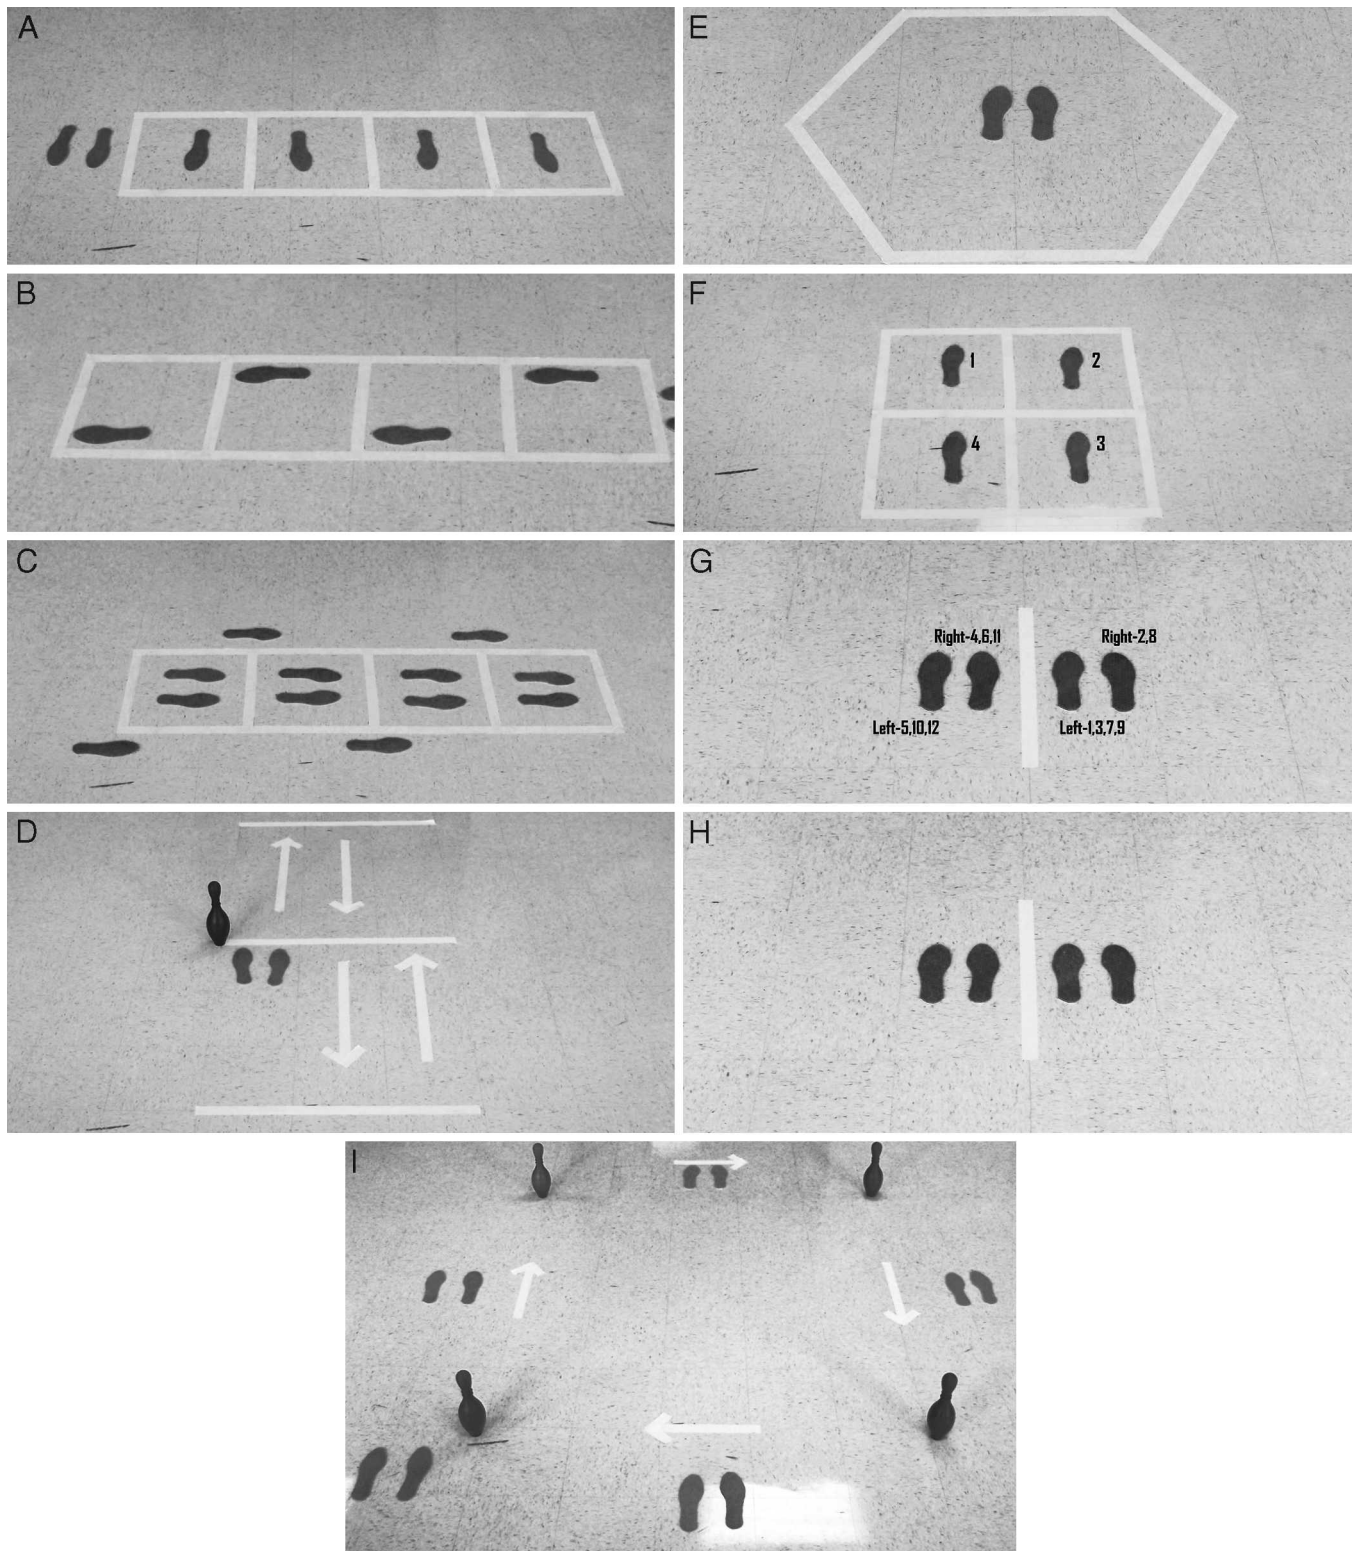 A
E
B
F
1
2
4
3
C
G
Right-4,6,11
Right-2,8
Left-5,10,12
Left-1,3,7,9
D
H
I